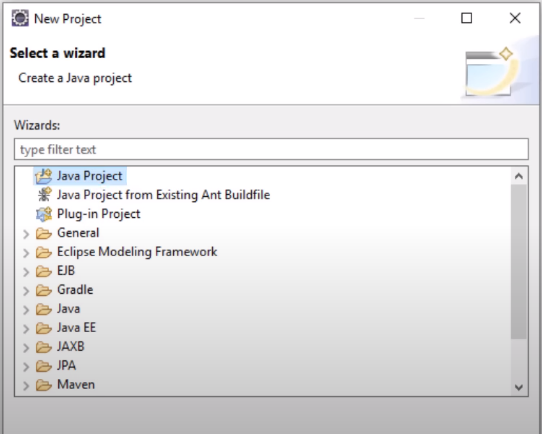 New Project
Select a wizard
Create a Java project
Wizards:
type filter text
Java Project
Java Project from Existing Ant Buildfile
Plug-in Project
General
Eclipse Modeling Framework
EJB
Gradle
Java
Java EE
JAXB
JPA
Maven